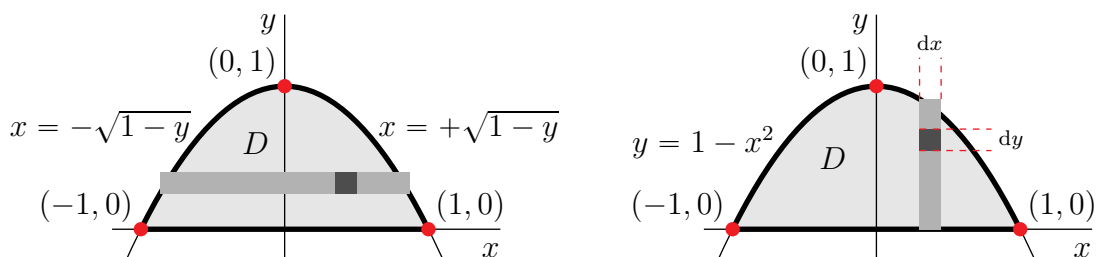 y
(0, 1)
x = −√(1 − y)
x = +√(1 − y)
D
(−1, 0)
(1, 0)
x
y
dx
(0, 1)
y = 1 − x²
dy
D
(−1, 0)
(1, 0)
x